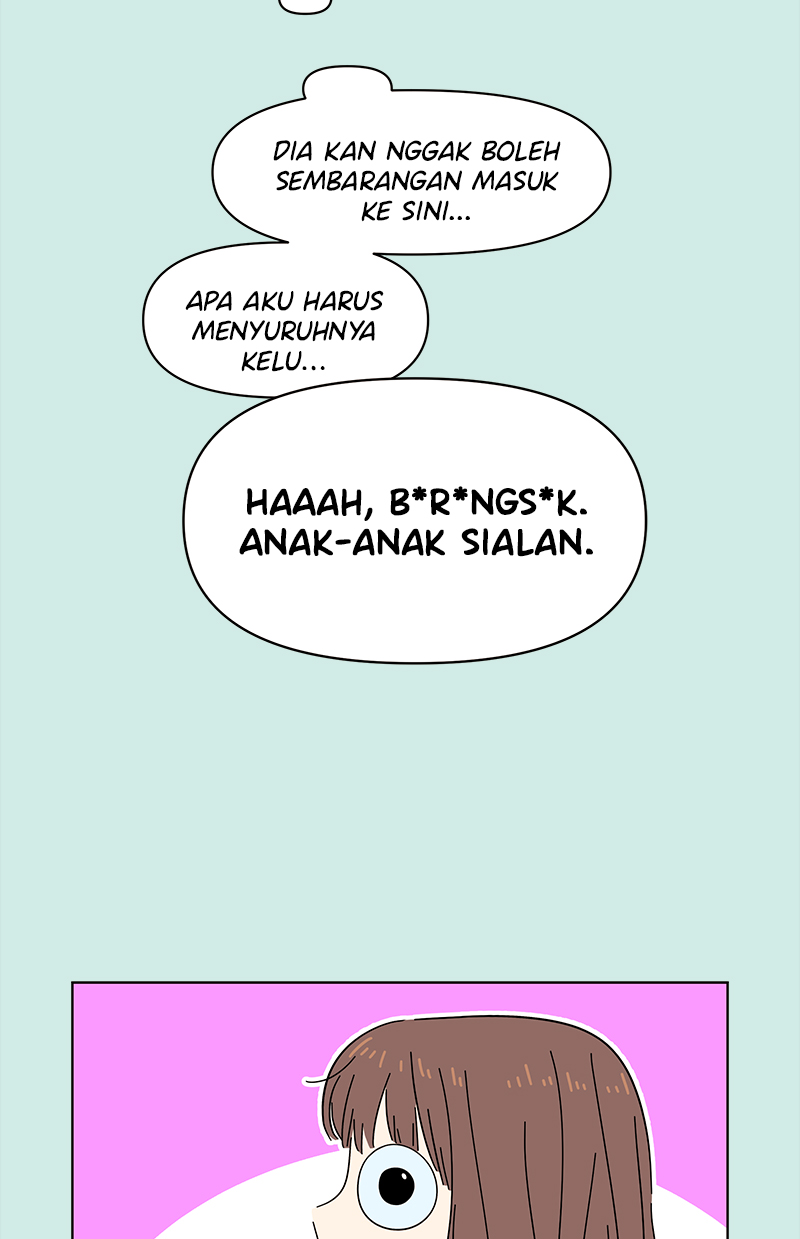 DIA KAN NGGAK BOLEH
SEMBARANGAN MASUK
KE SINI...
APA AKU HARUS
MENYURUHNYA
KELU...
HAAAH, B*R*NGS*K.
ANAK-ANAK SIALAN.